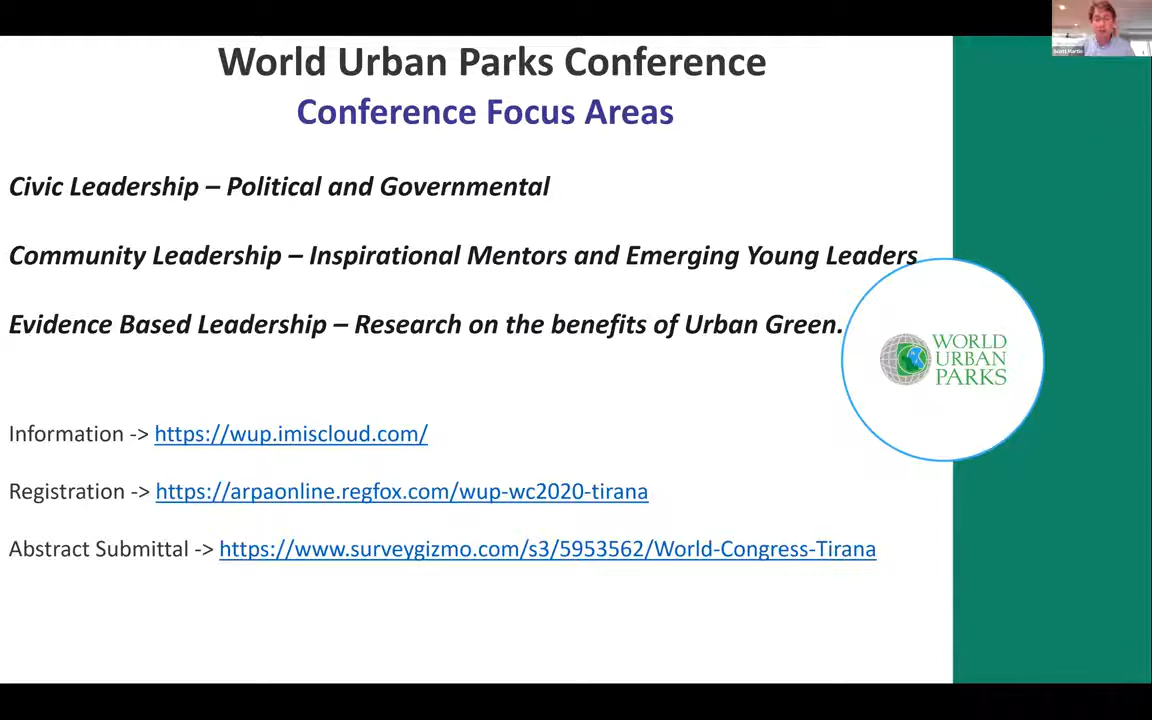 Scott Martin
World Urban Parks Conference
Conference Focus Areas
Civic Leadership – Political and Governmental
Community Leadership – Inspirational Mentors and Emerging Young Leaders
Evidence Based Leadership – Research on the benefits of Urban Green.
WORLD
URBAN
PARKS
Information -> https://wup.imiscloud.com/
Registration -> https://arpaonline.regfox.com/wup-wc2020-tirana
Abstract Submittal -> https://www.surveygizmo.com/s3/5953562/World-Congress-Tirana